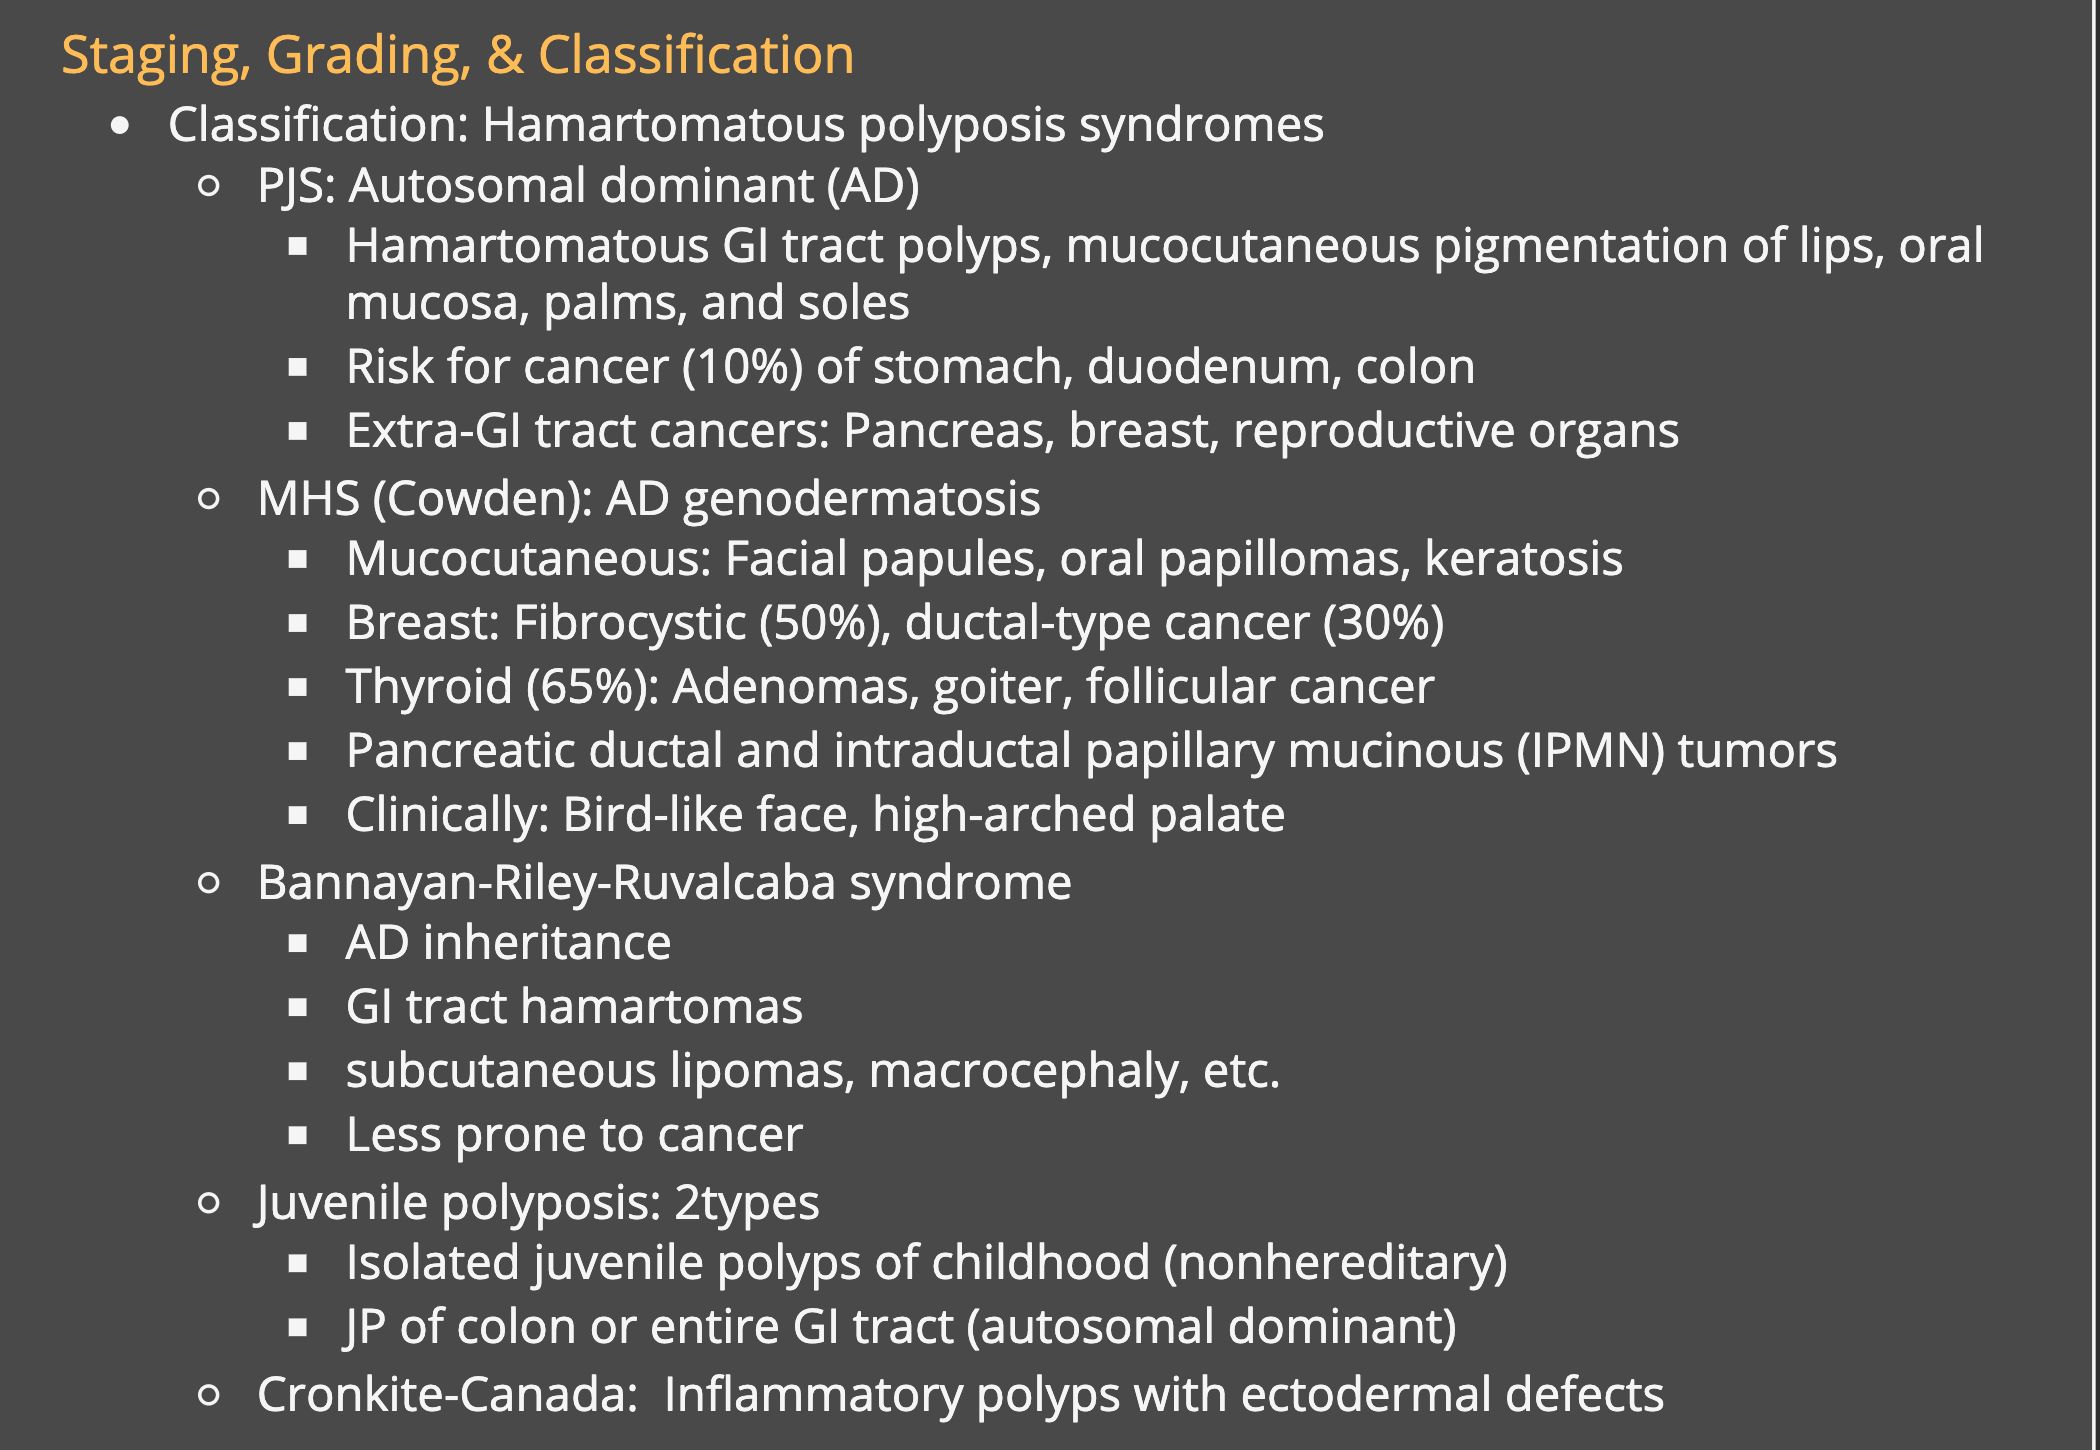 Staging, Grading, & Classification
• Classification: Hamartomatous polyposis syndromes
○ PJS: Autosomal dominant (AD)
▪ Hamartomatous GI tract polyps, mucocutaneous pigmentation of lips, oral
mucosa, palms, and soles
▪ Risk for cancer (10%) of stomach, duodenum, colon
▪ Extra-GI tract cancers: Pancreas, breast, reproductive organs
○ MHS (Cowden): AD genodermatosis
▪ Mucocutaneous: Facial papules, oral papillomas, keratosis
▪ Breast: Fibrocystic (50%), ductal-type cancer (30%)
▪ Thyroid (65%): Adenomas, goiter, follicular cancer
▪ Pancreatic ductal and intraductal papillary mucinous (IPMN) tumors
▪ Clinically: Bird-like face, high-arched palate
○ Bannayan-Riley-Ruvalcaba syndrome
▪ AD inheritance
▪ GI tract hamartomas
▪ subcutaneous lipomas, macrocephaly, etc.
▪ Less prone to cancer
○ Juvenile polyposis: 2types
▪ Isolated juvenile polyps of childhood (nonhereditary)
▪ JP of colon or entire GI tract (autosomal dominant)
○ Cronkite-Canada:  Inflammatory polyps with ectodermal defects